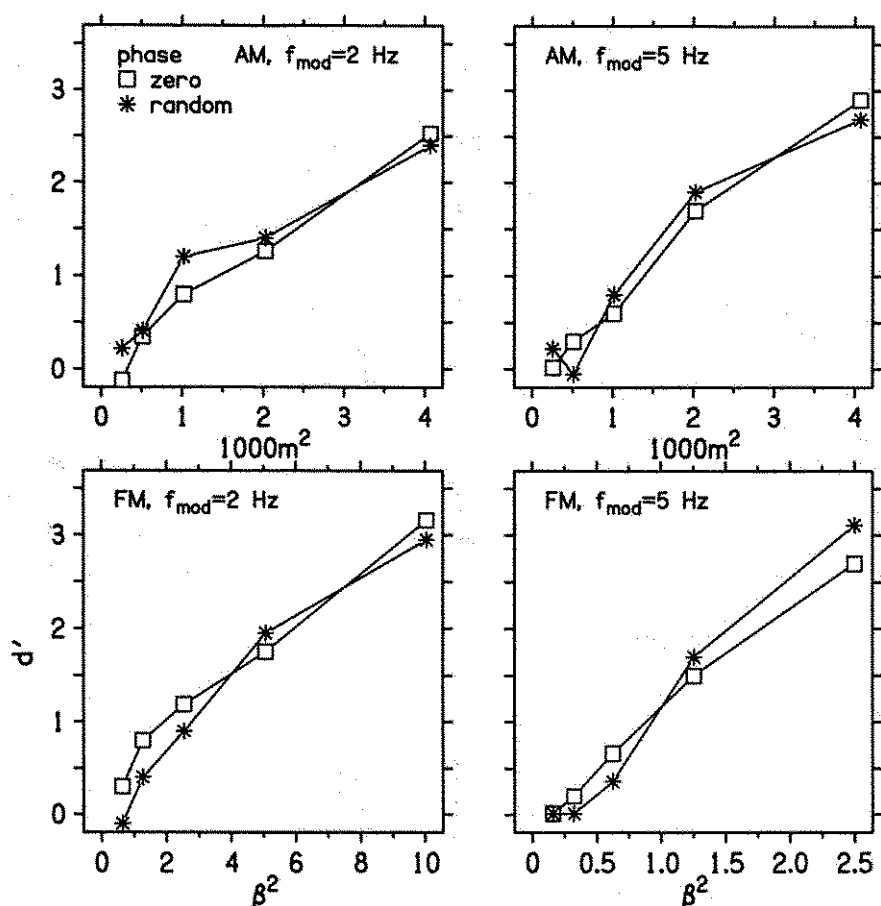 phase AM, f_mod=2 Hz
□ zero
✳ random
AM, f_mod=5 Hz
3
2
1
0
0 1 2 3 4
1000m²
0 1 2 3 4
1000m²
FM, f_mod=2 Hz
FM, f_mod=5 Hz
3
2
1
0
d′
0 2 4 6 8 10
β²
0 0.5 1.0 1.5 2.0 2.5
β²